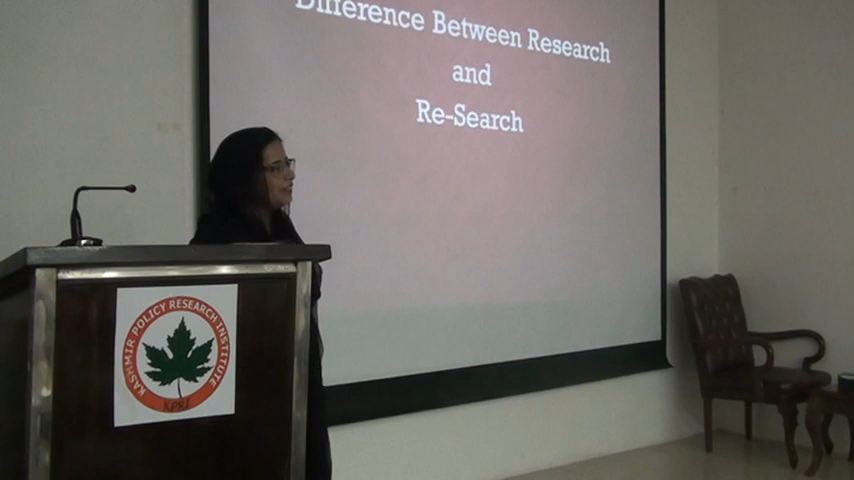 Difference Between Research
and
Re-Search
KASHMIR POLICY RESEARCH INSTITUTE
KPRI